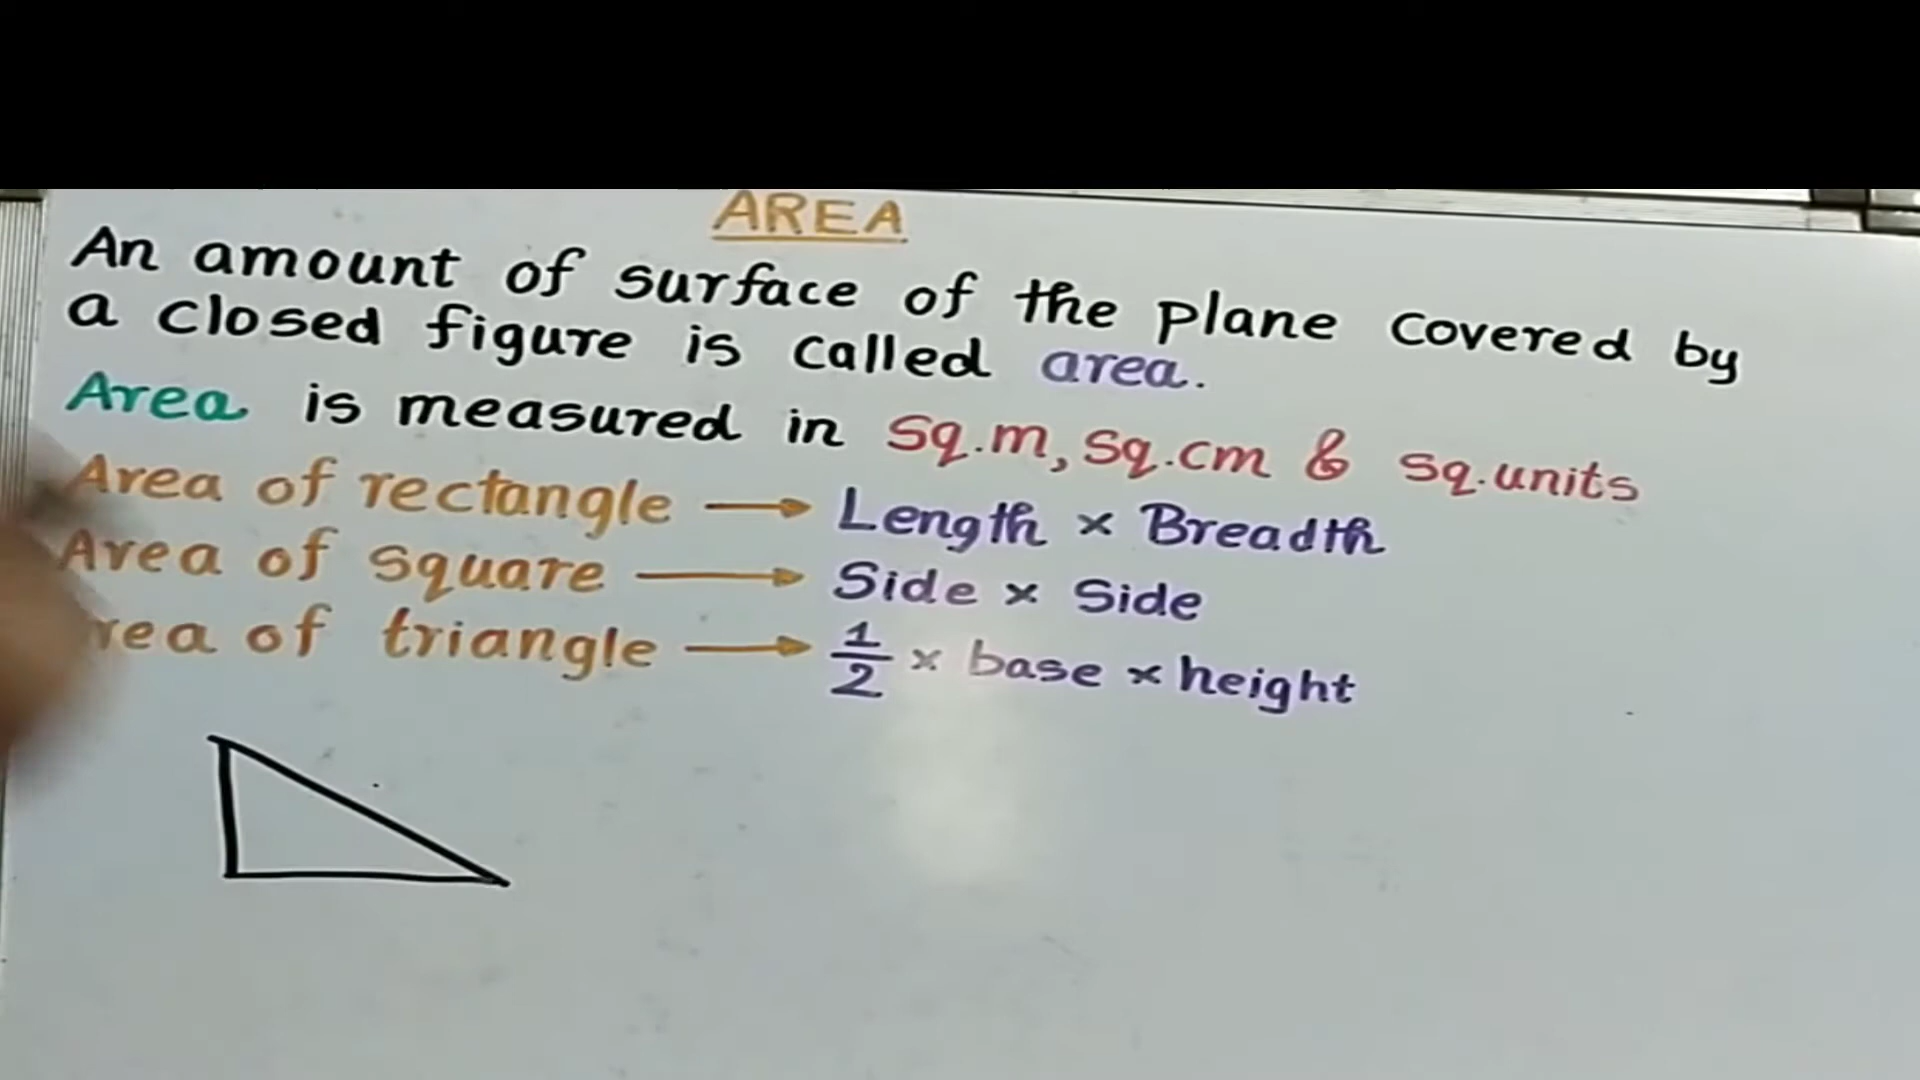 AREA
An amount of surface of the plane covered by
a closed figure is called area.
Area is measured in sq.m, sq.cm & sq.units
Area of rectangle → Length × Breadth
Area of square → Side × Side
rea of triangle → 1/2 × base × height